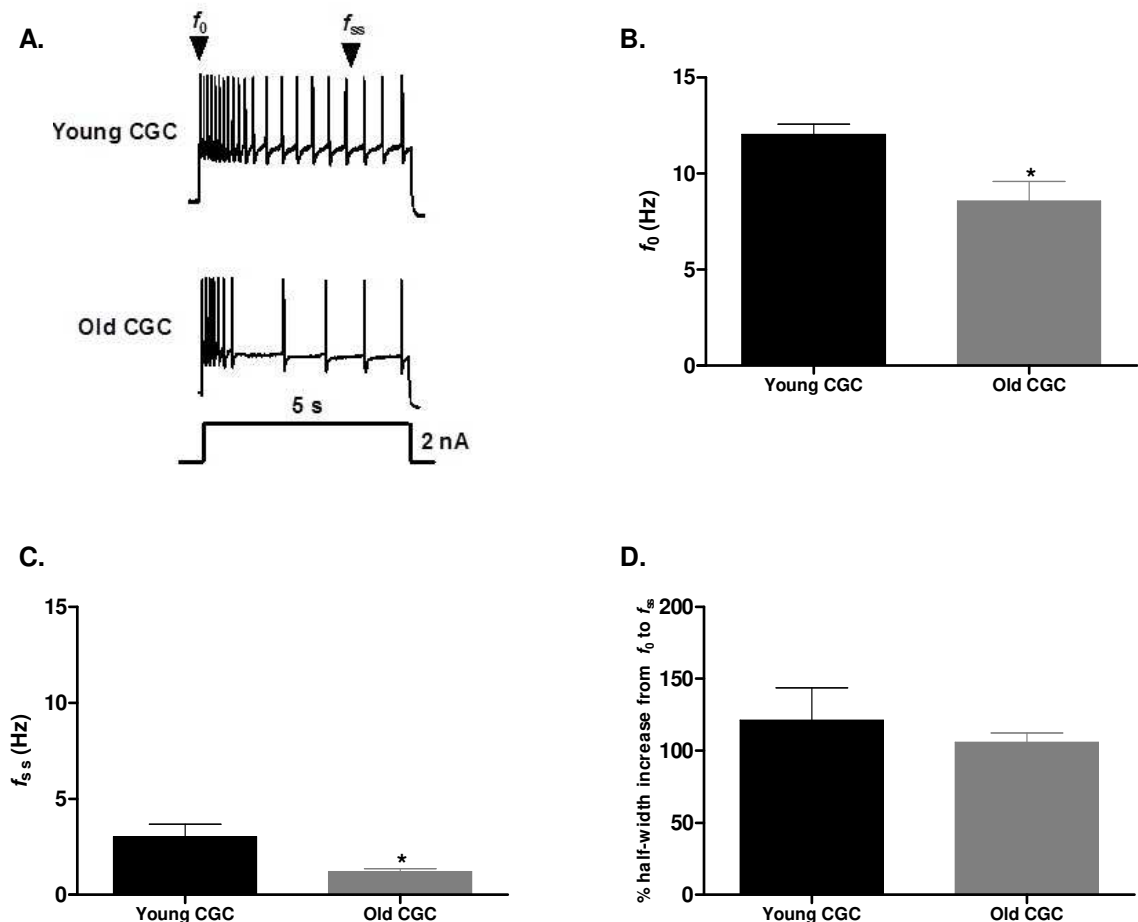 A.
f₀
fss
Young CGC
Old CGC
5 s
2 nA
B.
15
10
5
0
f₀ (Hz)
*
Young CGC
Old CGC
C.
15
10
5
0
fss (Hz)
*
Young CGC
Old CGC
D.
200
150
100
50
0
% half-width increase from f₀ to fss
Young CGC
Old CGC